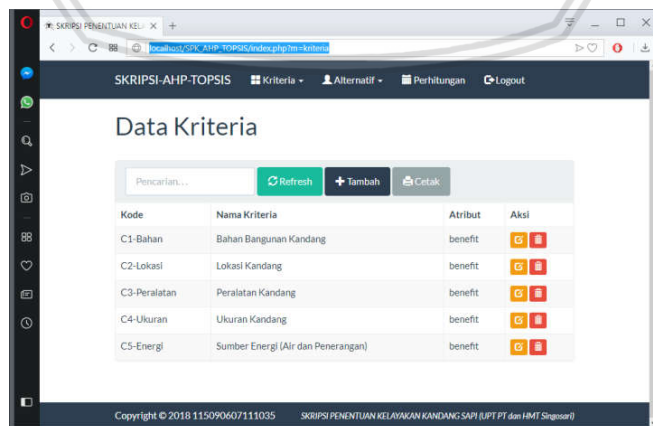 SKRIPSI PENENTUAN KEL
localhost/SPK_AHP_TOPSIS/index.php?m=kriteria
SKRIPSI-AHP-TOPSIS Kriteria Alternatif Perhitungan Logout
Data Kriteria
Pencarian... Refresh Tambah Cetak
Kode Nama Kriteria Atribut Aksi
C1-Bahan Bahan Bangunan Kandang benefit
C2-Lokasi Lokasi Kandang benefit
C3-Peralatan Peralatan Kandang benefit
C4-Ukuran Ukuran Kandang benefit
C5-Energi Sumber Energi (Air dan Penerangan) benefit
Copyright © 2018 115090607111035 SKRIPSI PENENTUAN KELAYAKAN KANDANG SAPI (UPT PT dan HMT Singosari)